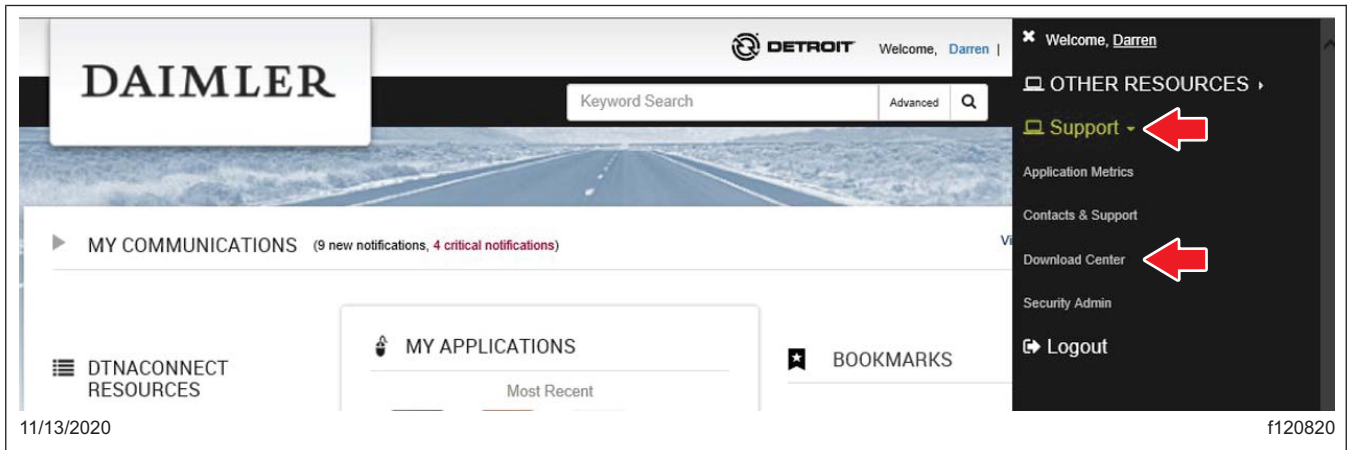 DETROIT Welcome, Darren |
DAIMLER
Keyword Search Advanced
MY COMMUNICATIONS (9 new notifications, 4 critical notifications)
DTNACONNECT
RESOURCES
MY APPLICATIONS
Most Recent
BOOKMARKS
Welcome, Darren
OTHER RESOURCES
Support
Application Metrics
Contacts & Support
Download Center
Security Admin
Logout
11/13/2020 f120820